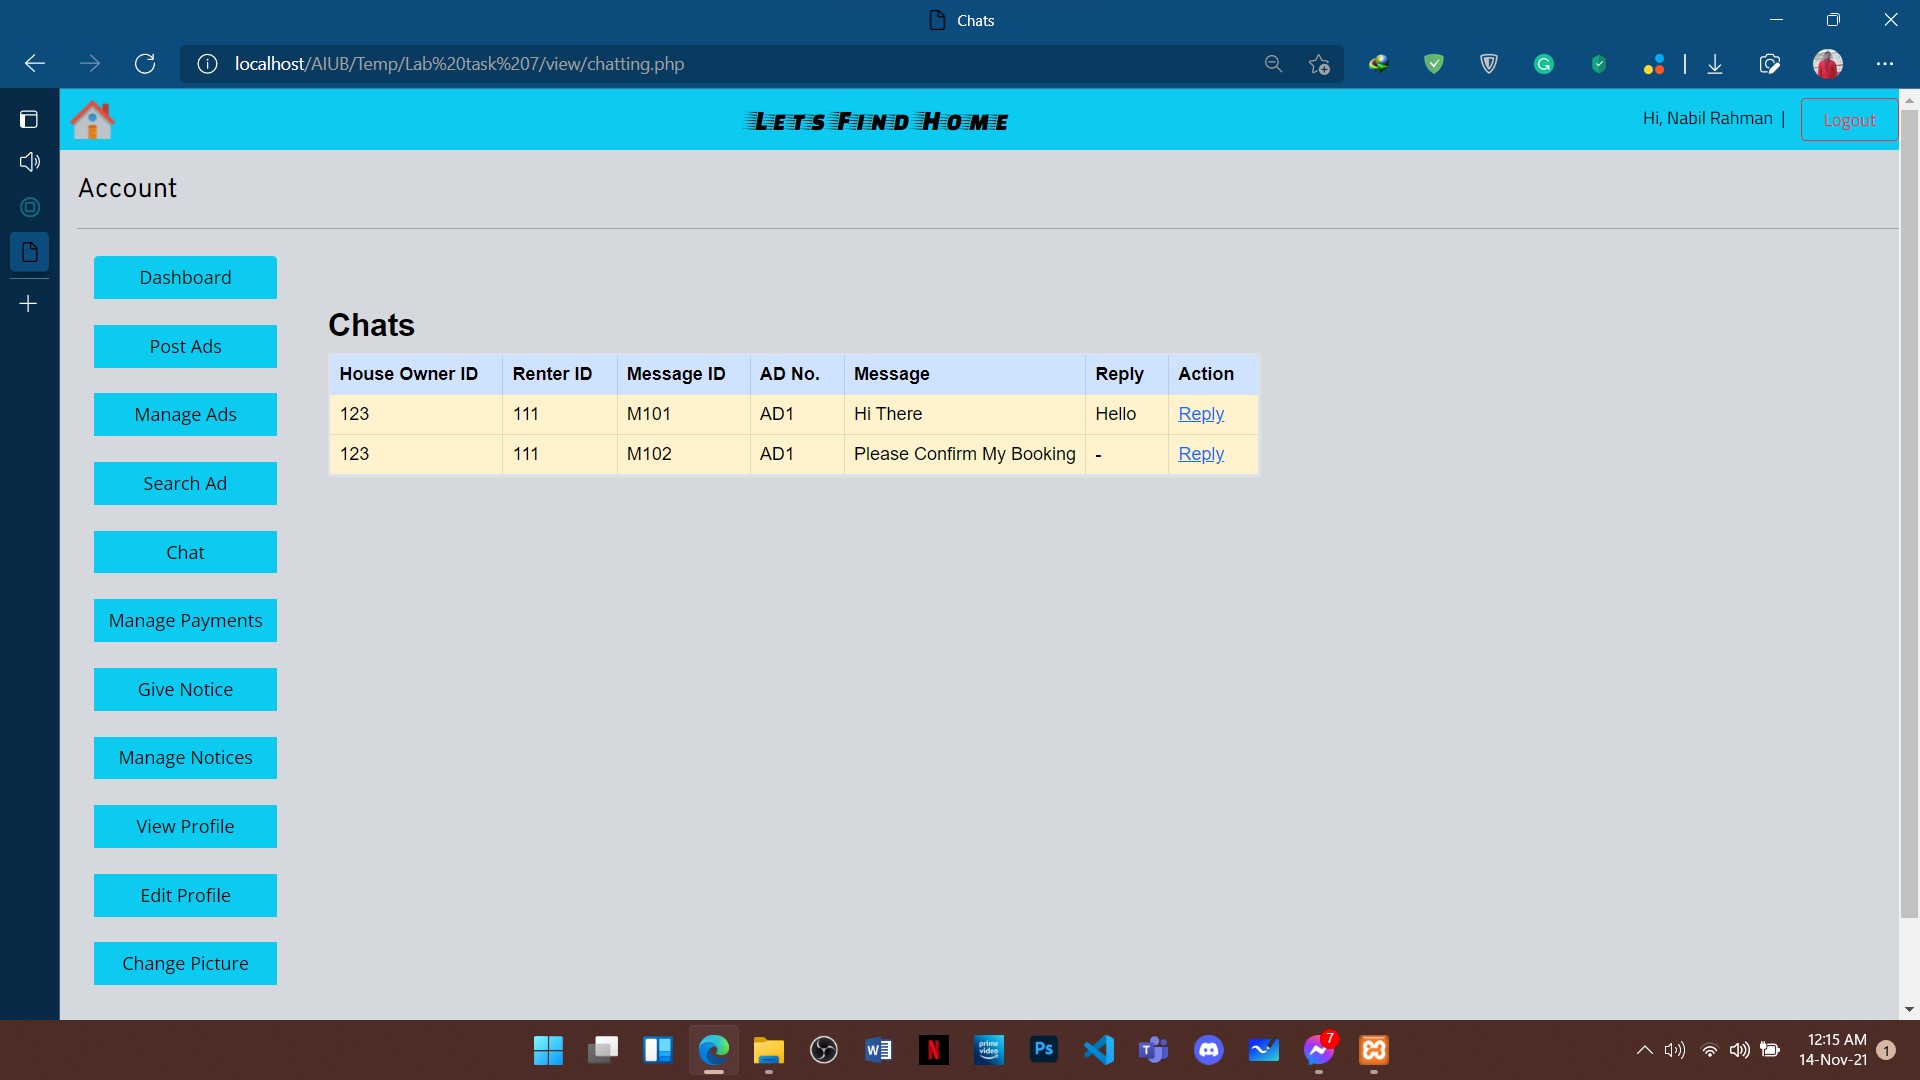 Chats
localhost/AIUB/Temp/Lab%20task%207/view/chatting.php
Lets Find Home
Hi, Nabil Rahman |
Logout
Account
Dashboard
Post Ads
Manage Ads
Search Ad
Chat
Manage Payments
Give Notice
Manage Notices
View Profile
Edit Profile
Change Picture
Chats
House Owner ID Renter ID Message ID AD No. Message Reply Action
123 111 M101 AD1 Hi There Hello Reply
123 111 M102 AD1 Please Confirm My Booking - Reply
prime video
Ps
7
12:15 AM
14-Nov-21
1